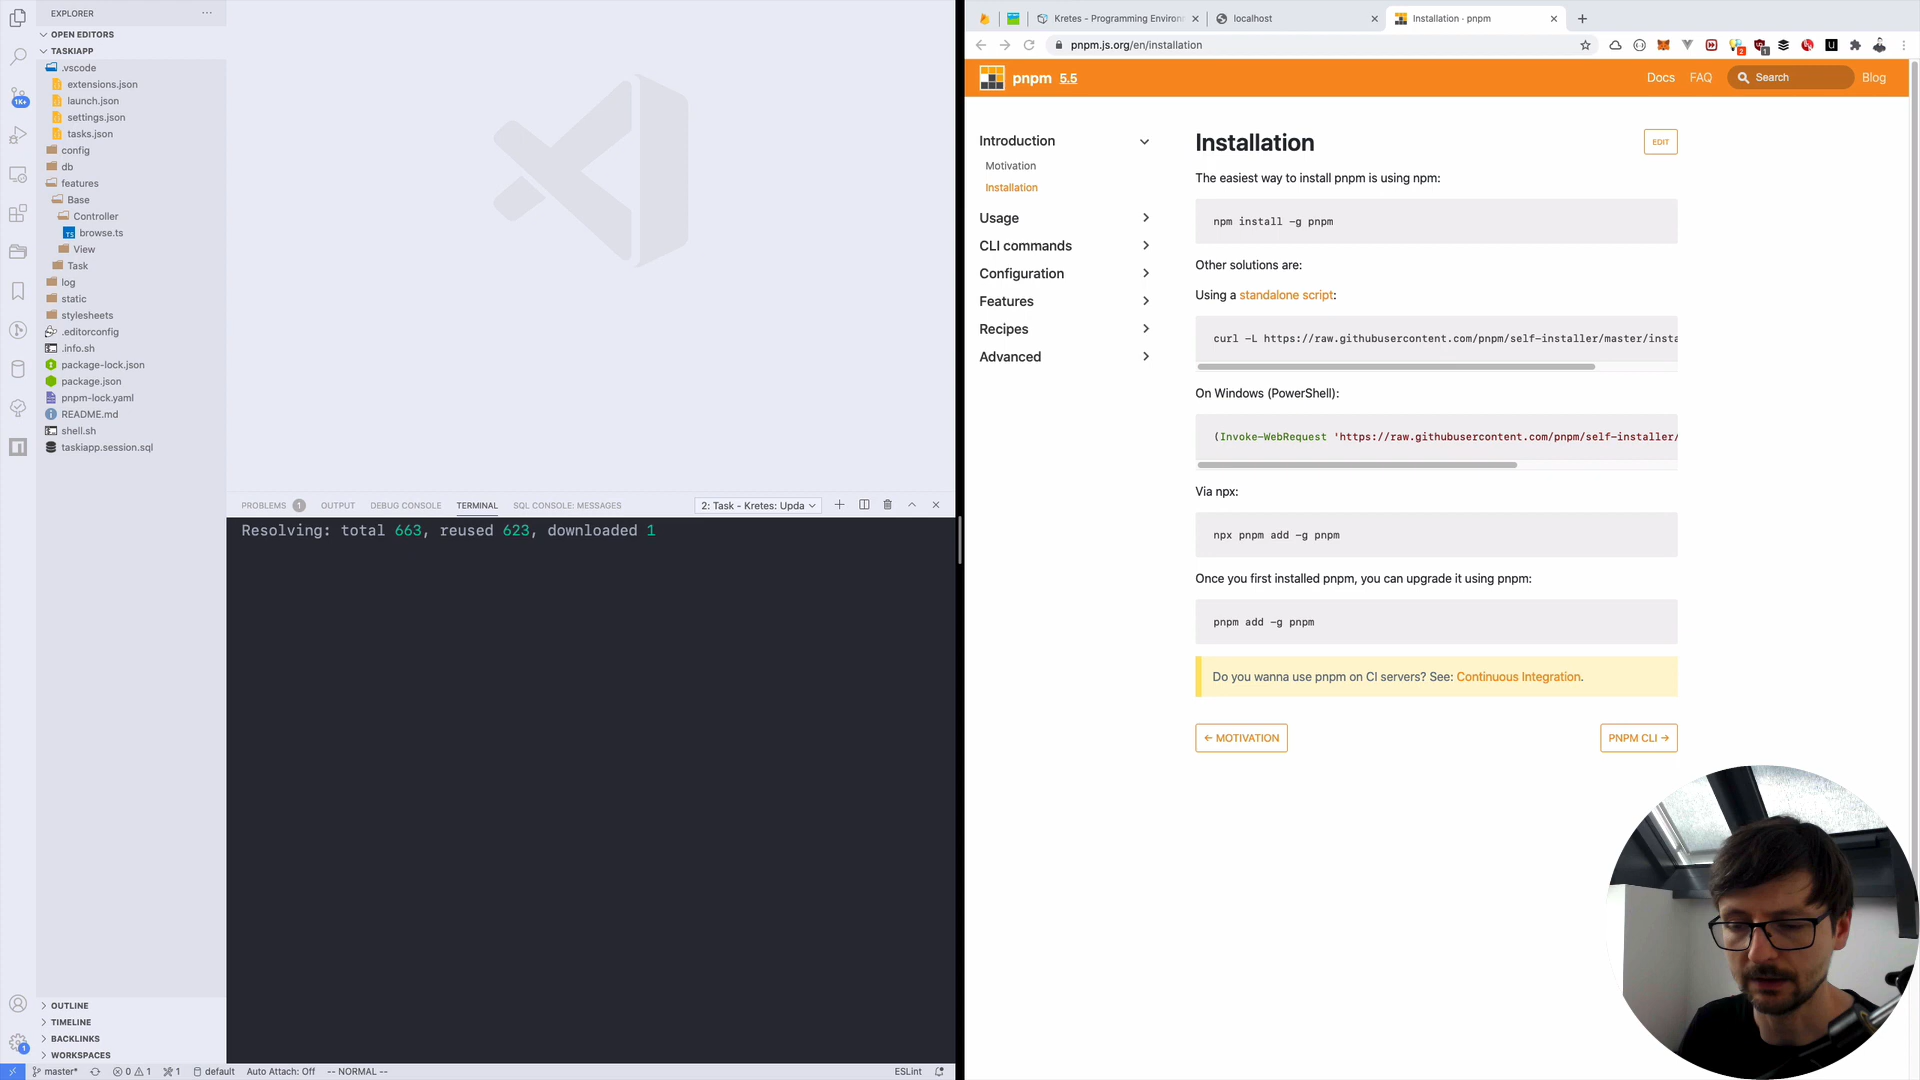 EXPLORER
OPEN EDITORS
TASKIAPP
.vscode
extensions.json
launch.json
settings.json
tasks.json
config
db
features
Base
Controller
TS browse.ts
View
Task
log
static
stylesheets
.editorconfig
.info.sh
package-lock.json
package.json
pnpm-lock.yaml
README.md
shell.sh
taskiapp.session.sql
1K+
OUTLINE
TIMELINE
BACKLINKS
WORKSPACES
1
PROBLEMS 1 OUTPUT DEBUG CONSOLE TERMINAL SQL CONSOLE: MESSAGES 2: Task - Kretes: Upda
Resolving: total 663, reused 623, downloaded 1
master* 0 1 1 default Auto Attach: Off -- NORMAL -- ESLint
Kretes - Programming Environ
localhost
Installation · pnpm
pnpm.js.org/en/installation
2
1
pnpm 5.5
Docs FAQ Search Blog
Introduction
Motivation
Installation
Usage
CLI commands
Configuration
Features
Recipes
Advanced
Installation
EDIT
The easiest way to install pnpm is using npm:
npm install -g pnpm
Other solutions are:
Using a standalone script:
curl -L https://raw.githubusercontent.com/pnpm/self-installer/master/insta
On Windows (PowerShell):
(Invoke-WebRequest 'https://raw.githubusercontent.com/pnpm/self-installer/
Via npx:
npx pnpm add -g pnpm
Once you first installed pnpm, you can upgrade it using pnpm:
pnpm add -g pnpm
Do you wanna use pnpm on CI servers? See: Continuous Integration.
← MOTIVATION
PNPM CLI →